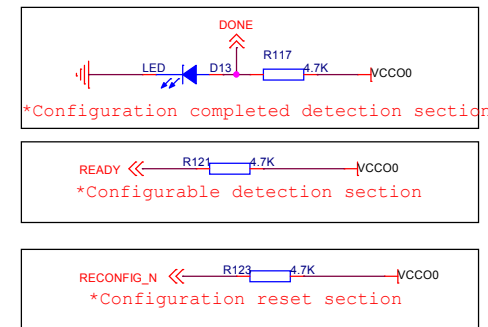 DONE
R117
LED D13 4.7K VCCO0
*Configuration completed detection section
READY R121 4.7K VCCO0
*Configurable detection section
RECONFIG_N R123 4.7K VCCO0
*Configuration reset section